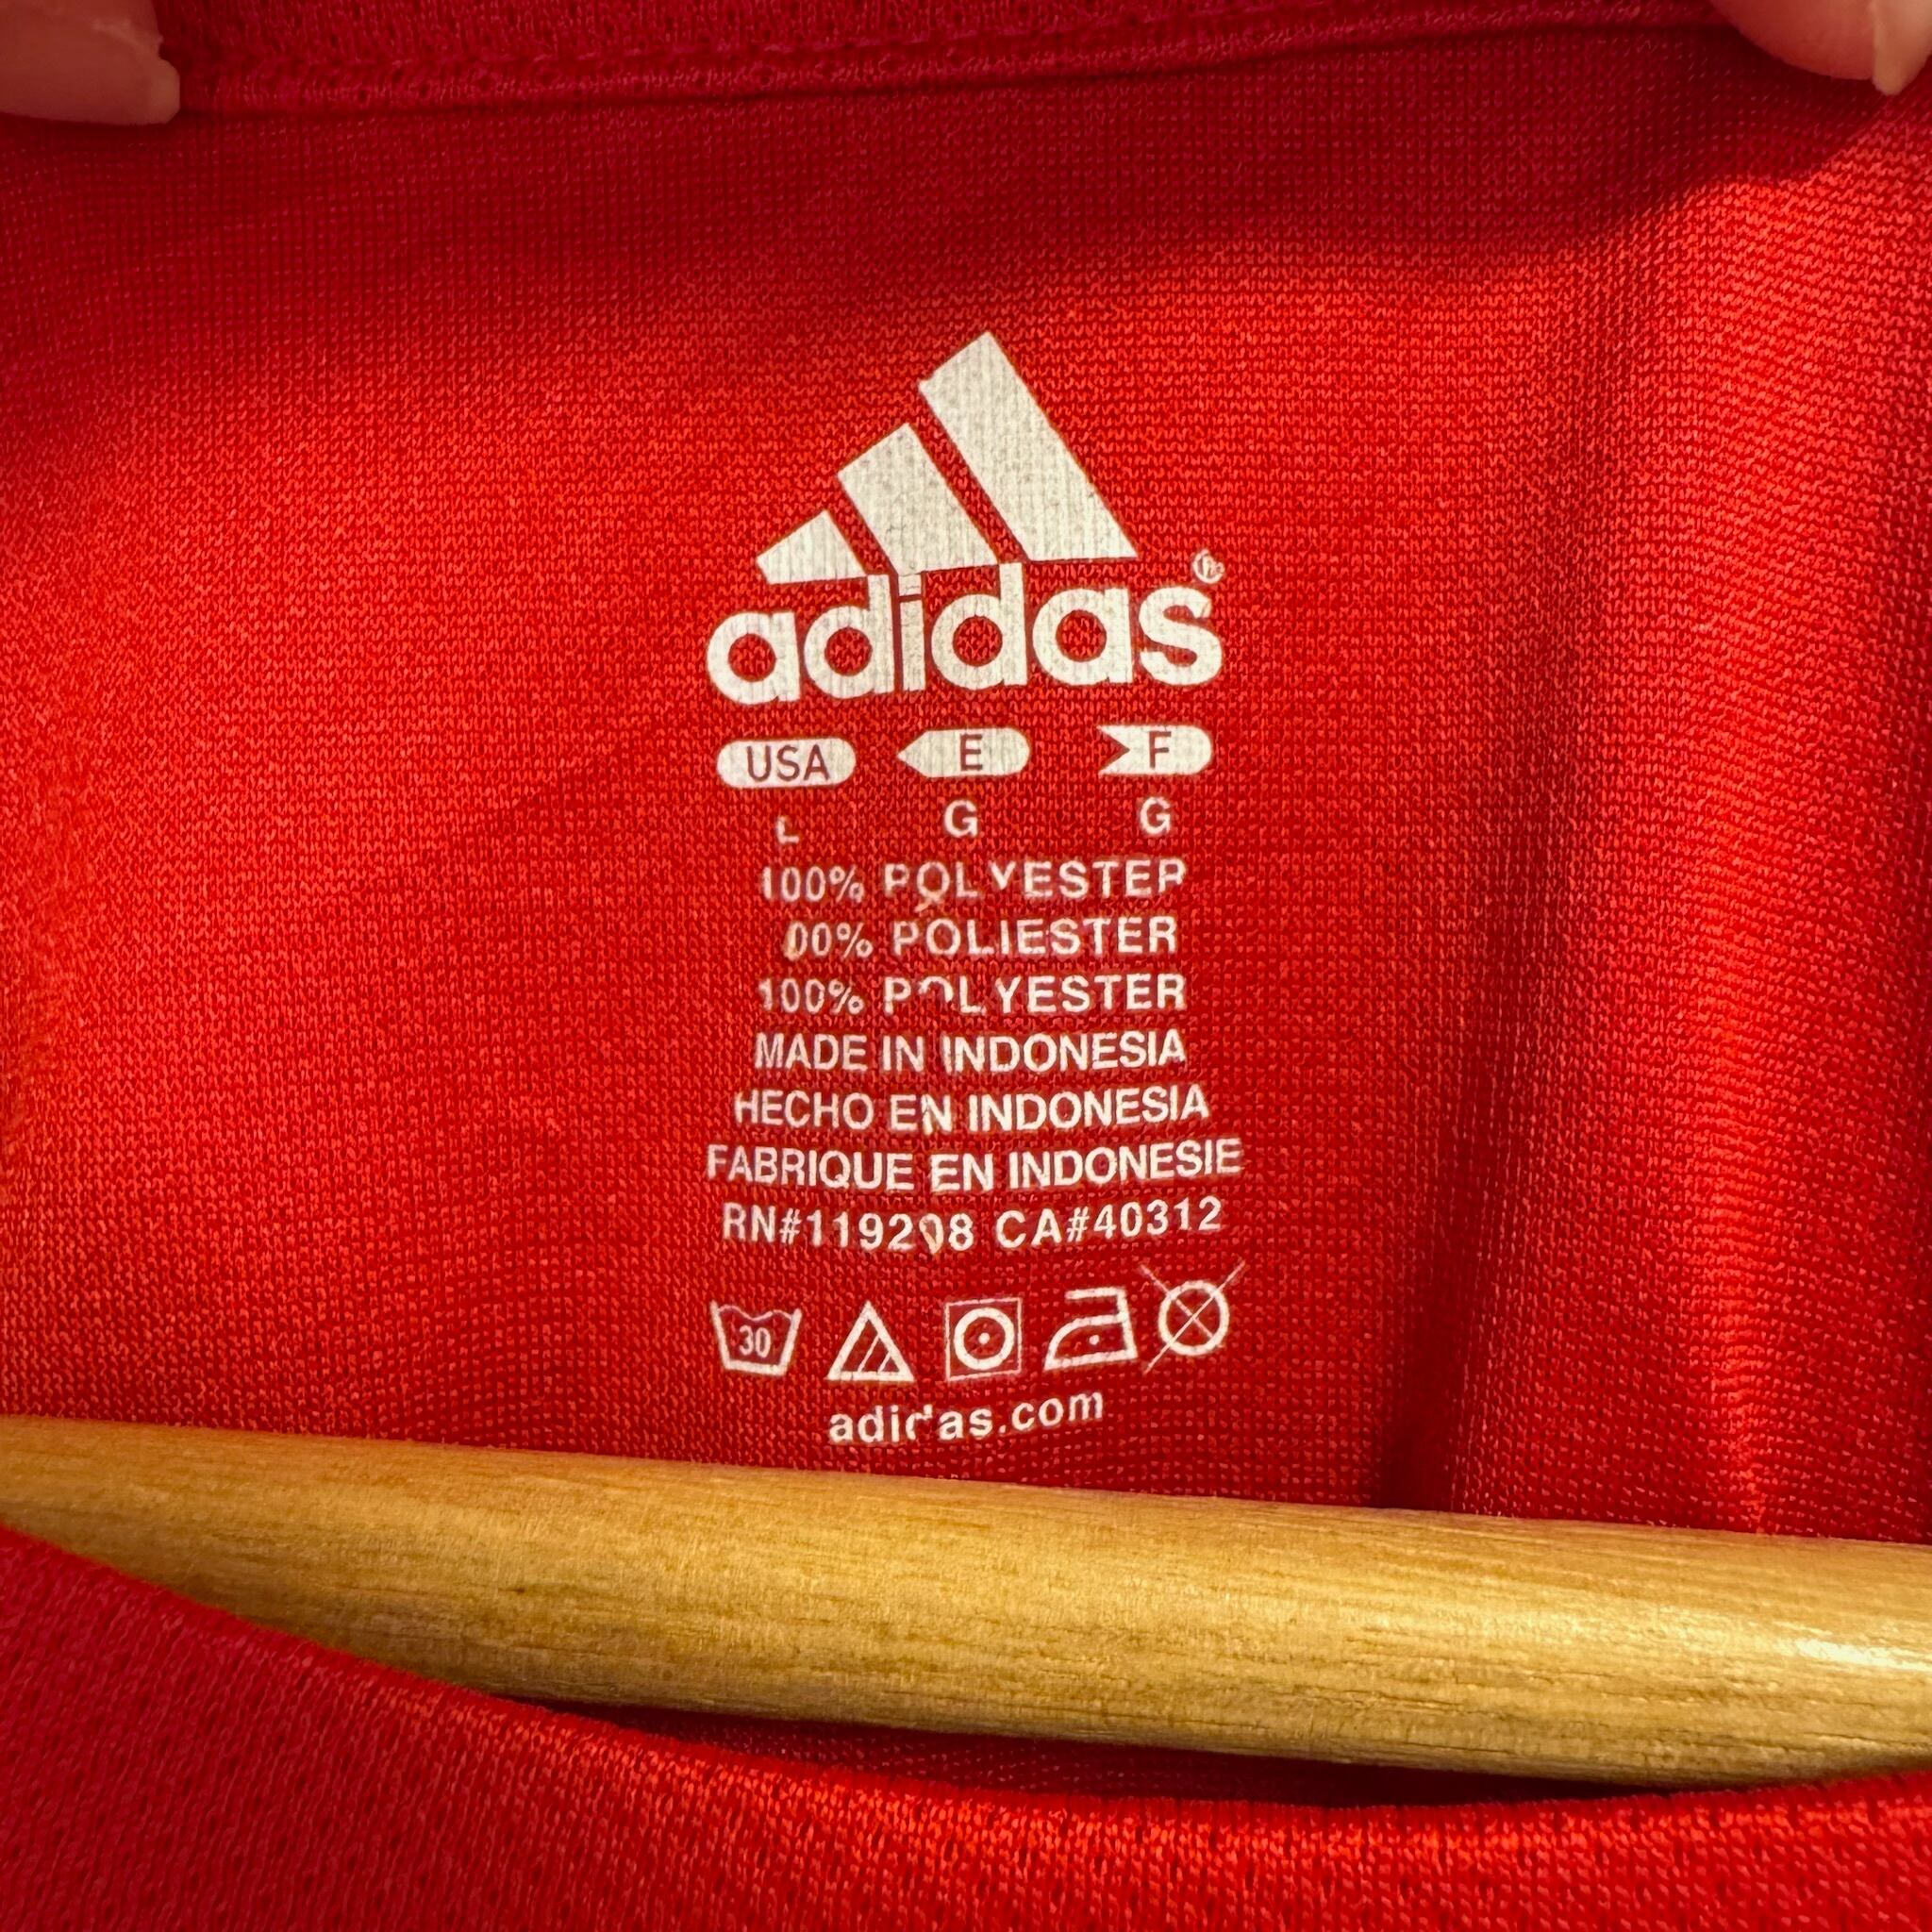 adidas®
USA E F
L G G
100% POLYESTER
00% POLIESTER
100% POLYESTER
MADE IN INDONESIA
HECHO EN INDONESIA
FABRIQUE EN INDONESIE
RN#119208 CA#40312
30
adidas.com